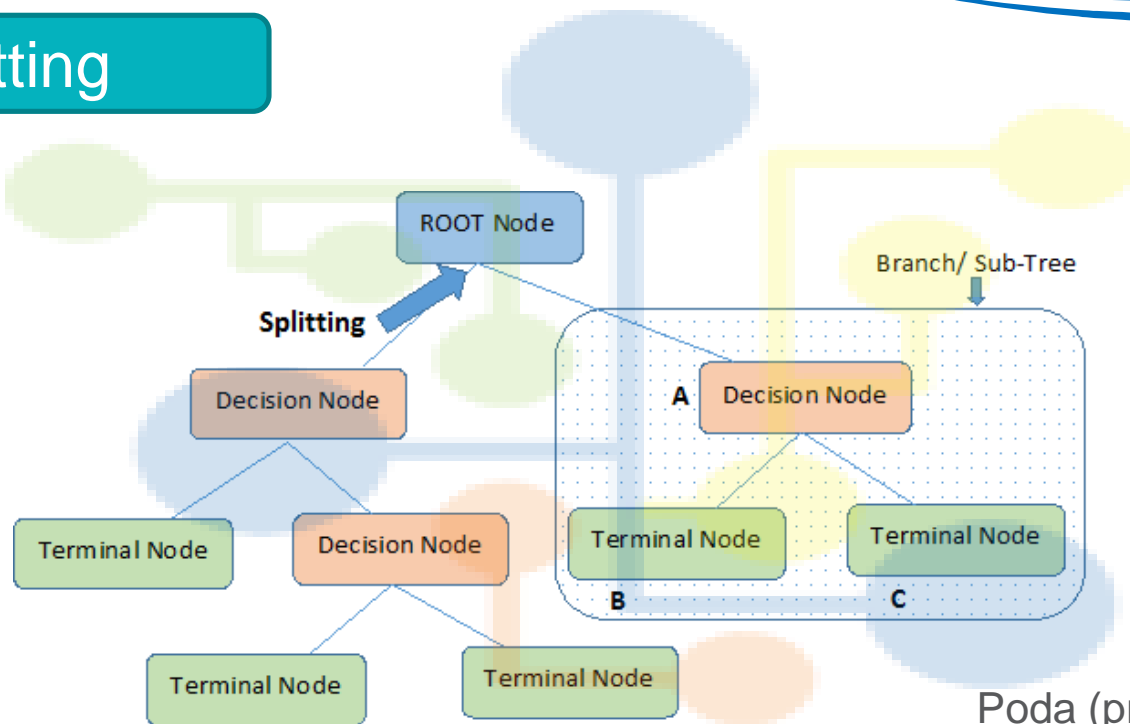 tting
ROOT Node
Branch/ Sub-Tree
Splitting
Decision Node
A Decision Node
Terminal Node
Decision Node
Terminal Node
Terminal Node
B
C
Terminal Node
Terminal Node
Poda (pr